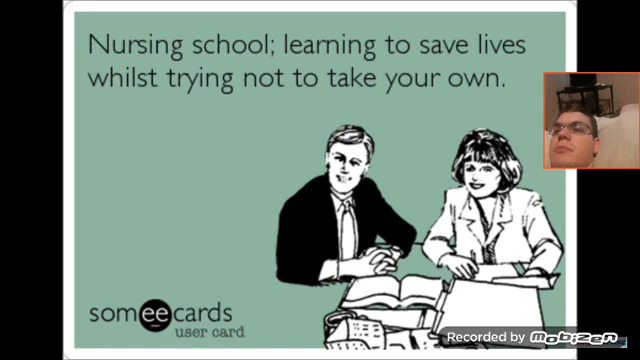 Nursing school; learning to save lives
whilst trying not to take your own.
someecards
user card
Recorded by Mobizen